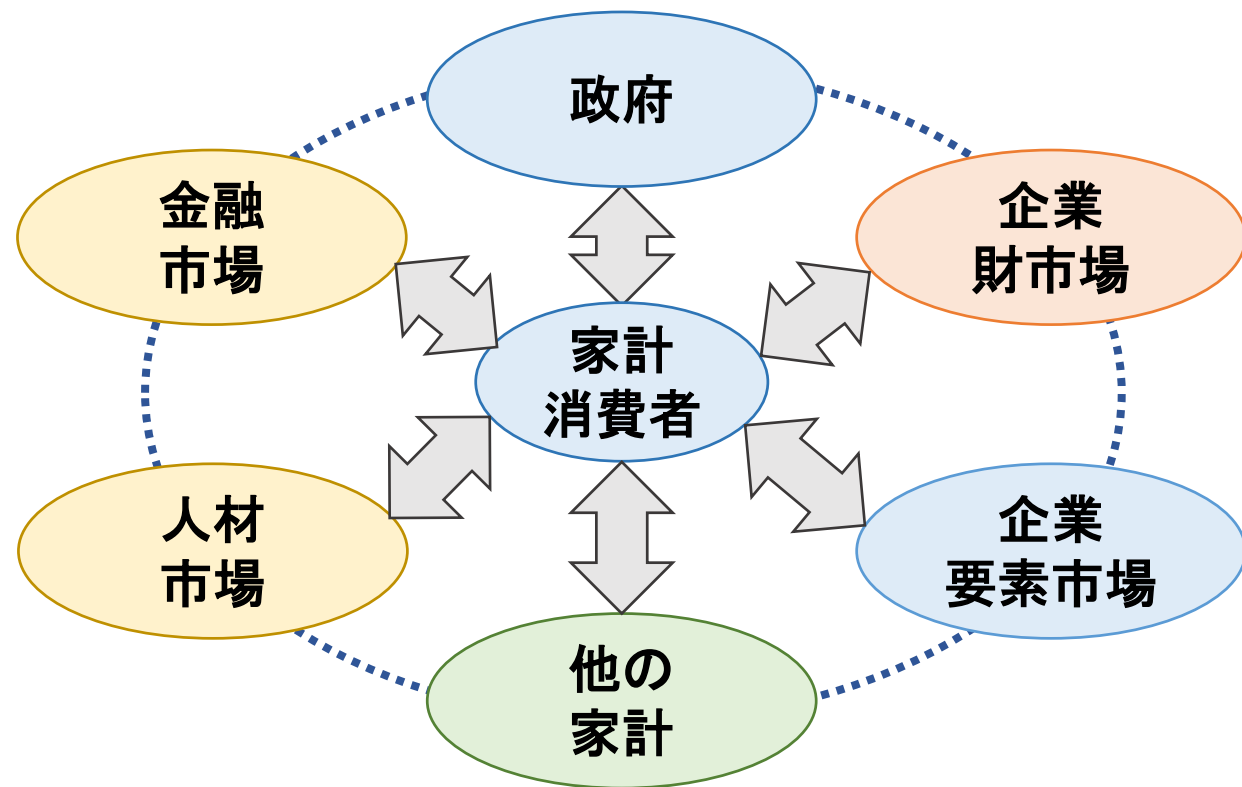 政府
金融
市場
企業
財市場
家計
消費者
人材
市場
企業
要素市場
他の
家計